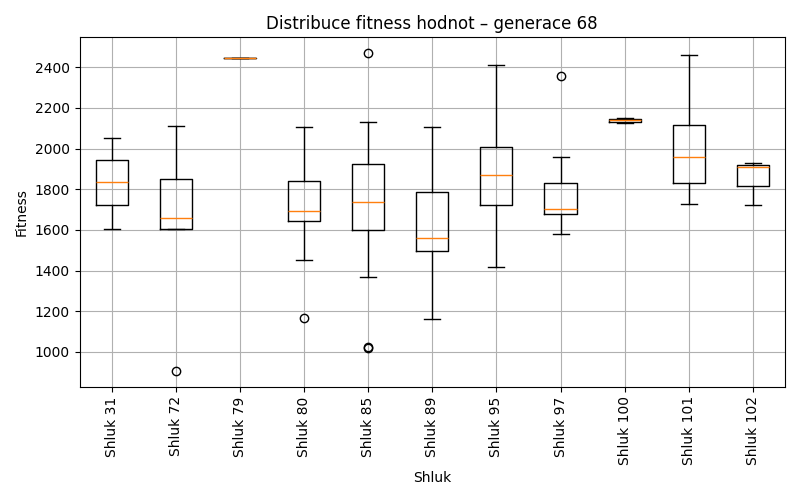 Distribuce fitness hodnot – generace 68
Fitness
2400
2200
2000
1800
1600
1400
1200
1000
Shluk 31
Shluk 72
Shluk 79
Shluk 80
Shluk 85
Shluk 89
Shluk 95
Shluk 97
Shluk 100
Shluk 101
Shluk 102
Shluk